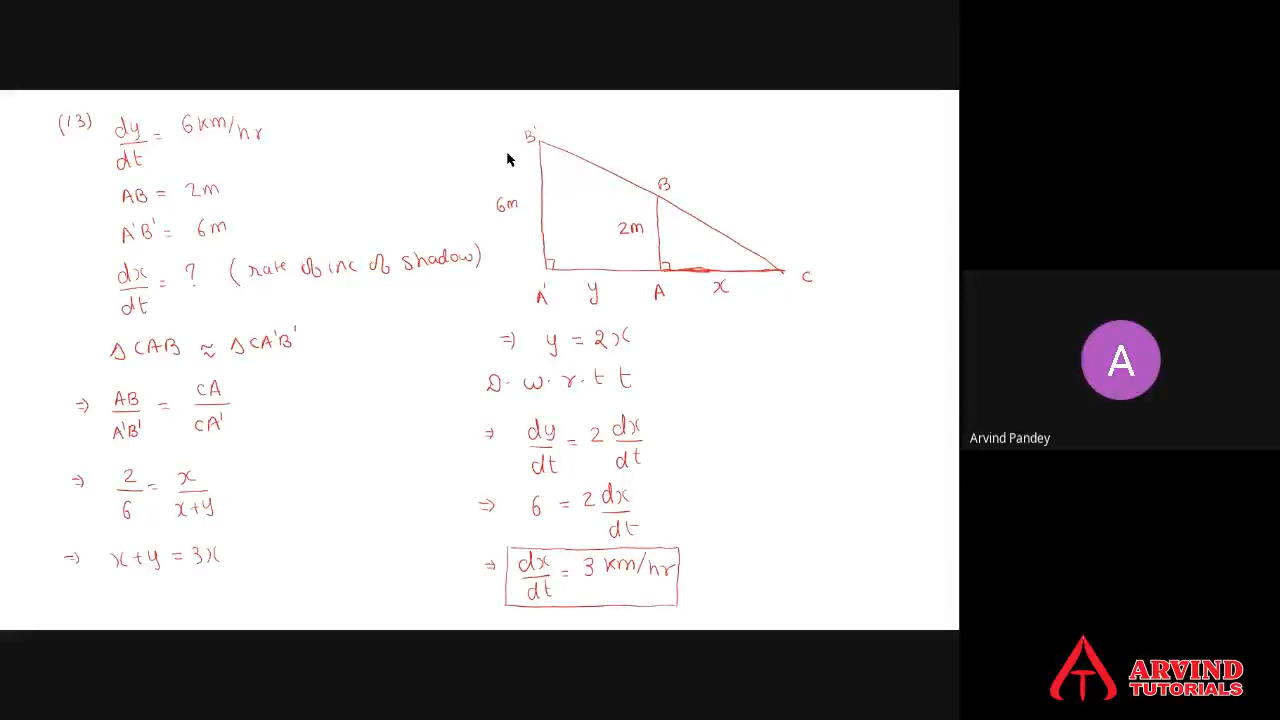 (13) dy/dt = 6 km/hr
AB = 2m
A'B' = 6m
dx/dt = ? (rate of inc of shadow)
△CAB ≈ △CA'B'
⇒ AB/A'B' = CA/CA'
⇒ 2/6 = x/x+y
⇒ x+y = 3x
B'
B
6m
2m
A' y A x C
⇒ y = 2x
D. w. r. t t
⇒ dy/dt = 2 dx/dt
⇒ 6 = 2 dx/dt
⇒ dx/dt = 3 km/hr
A
Arvind Pandey
ARVIND
TUTORIALS